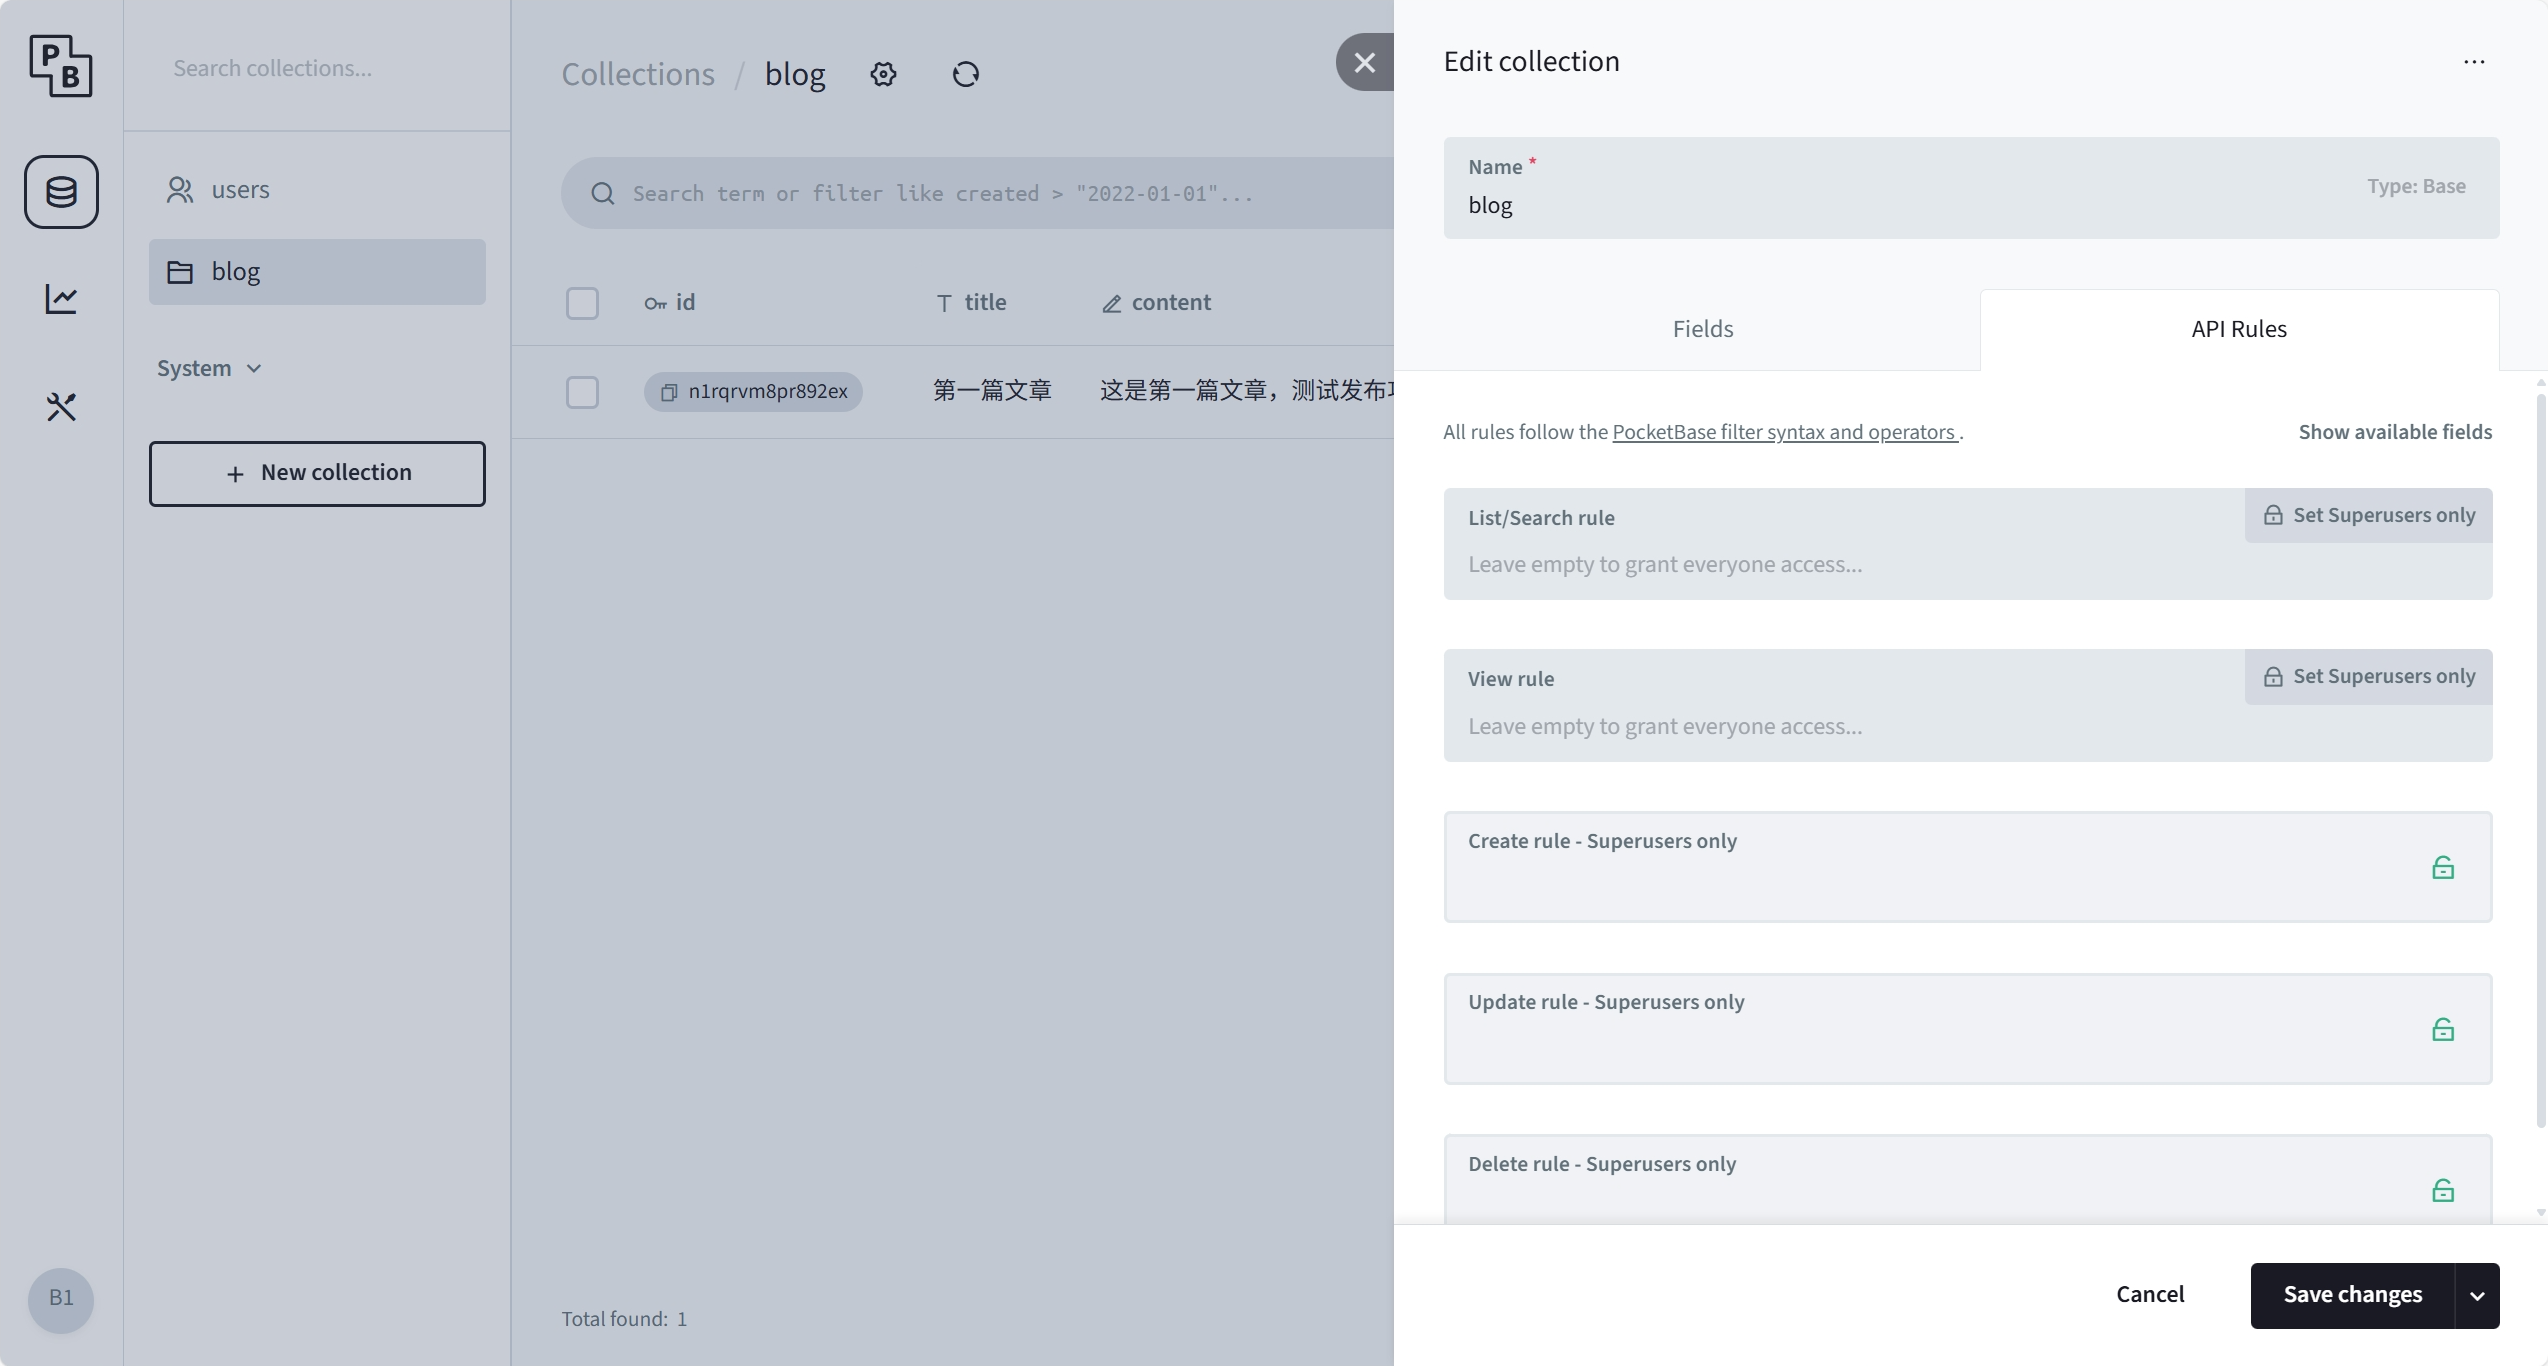 P
B
Search collections...
users
blog
System
New collection
B1
Collections / blog
Search term or filter like created > "2022-01-01"...
id title content
n1rqrvm8pr892ex 第一篇文章 这是第一篇文章，测试发布
Total found: 1
Edit collection
Name *
blog
Type: Base
Fields
API Rules
All rules follow the PocketBase filter syntax and operators .
Show available fields
List/Search rule
Set Superusers only
Leave empty to grant everyone access...
View rule
Set Superusers only
Leave empty to grant everyone access...
Create rule - Superusers only
Update rule - Superusers only
Delete rule - Superusers only
Cancel
Save changes